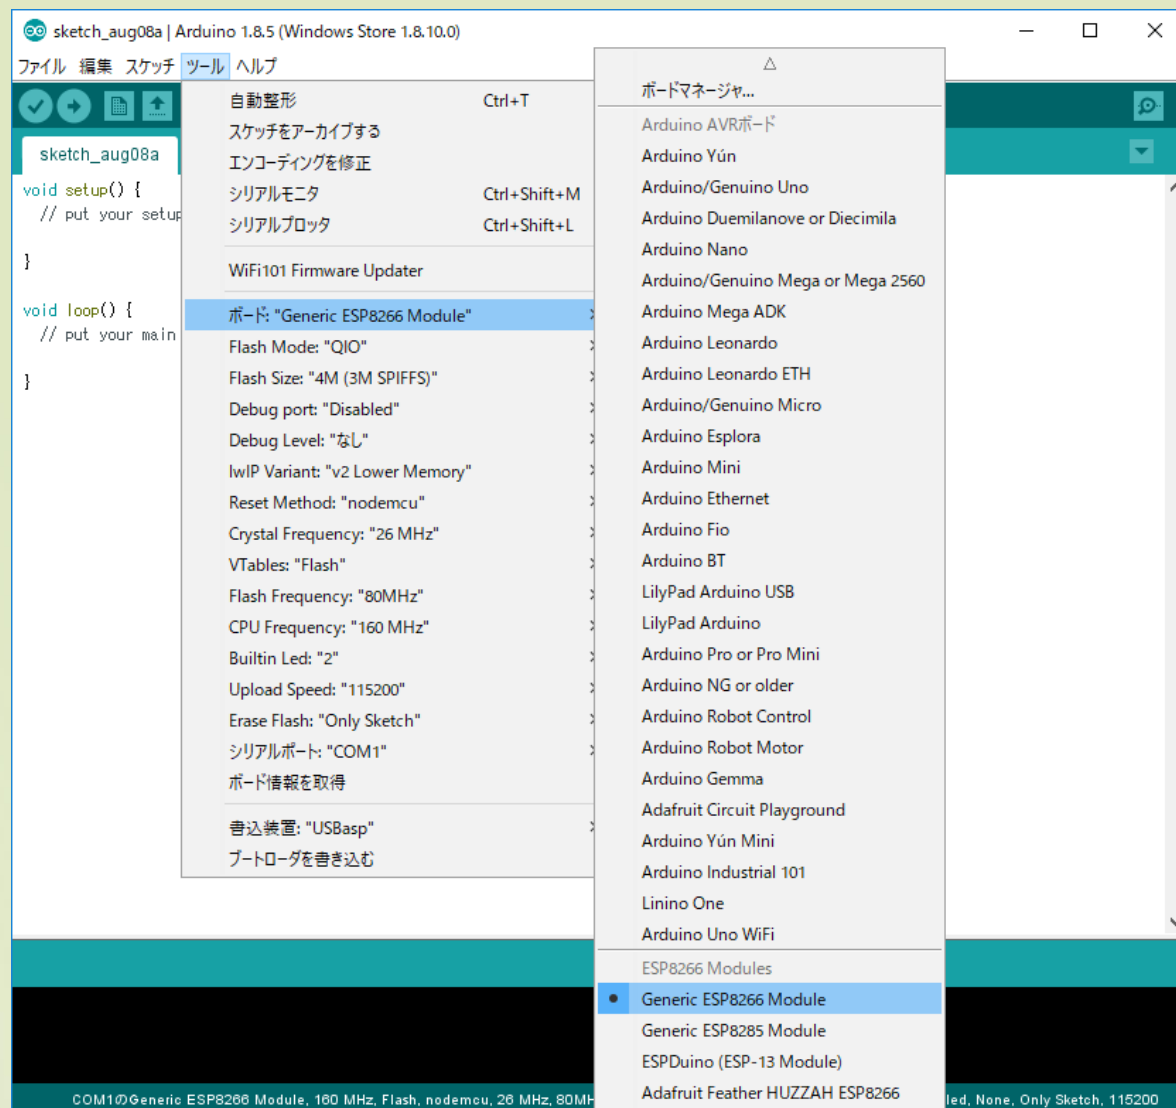 sketch_aug08a | Arduino 1.8.5 (Windows Store 1.8.10.0)
ファイル 編集 スケッチ ツール ヘルプ
sketch_aug08a
void setup() {
// put your setup
}
void loop() {
// put your main
}
自動整形 Ctrl+T
スケッチをアーカイブする
エンコーディングを修正
シリアルモニタ Ctrl+Shift+M
シリアルプロッタ Ctrl+Shift+L
WiFi101 Firmware Updater
ボード: "Generic ESP8266 Module"
Flash Mode: "QIO"
Flash Size: "4M (3M SPIFFS)"
Debug port: "Disabled"
Debug Level: "なし"
lwIP Variant: "v2 Lower Memory"
Reset Method: "nodemcu"
Crystal Frequency: "26 MHz"
VTables: "Flash"
Flash Frequency: "80MHz"
CPU Frequency: "160 MHz"
Builtin Led: "2"
Upload Speed: "115200"
Erase Flash: "Only Sketch"
シリアルポート: "COM1"
ボード情報を取得
書込装置: "USBasp"
ブートローダを書き込む
ボードマネージャ...
Arduino AVRボード
Arduino Yún
Arduino/Genuino Uno
Arduino Duemilanove or Diecimila
Arduino Nano
Arduino/Genuino Mega or Mega 2560
Arduino Mega ADK
Arduino Leonardo
Arduino Leonardo ETH
Arduino/Genuino Micro
Arduino Esplora
Arduino Mini
Arduino Ethernet
Arduino Fio
Arduino BT
LilyPad Arduino USB
LilyPad Arduino
Arduino Pro or Pro Mini
Arduino NG or older
Arduino Robot Control
Arduino Robot Motor
Arduino Gemma
Adafruit Circuit Playground
Arduino Yún Mini
Arduino Industrial 101
Linino One
Arduino Uno WiFi
ESP8266 Modules
Generic ESP8266 Module
Generic ESP8285 Module
ESPDuino (ESP-13 Module)
Adafruit Feather HUZZAH ESP8266
COM1のGeneric ESP8266 Module, 160 MHz, Flash, nodemcu, 26 MHz, 80MH led, None, Only Sketch, 115200